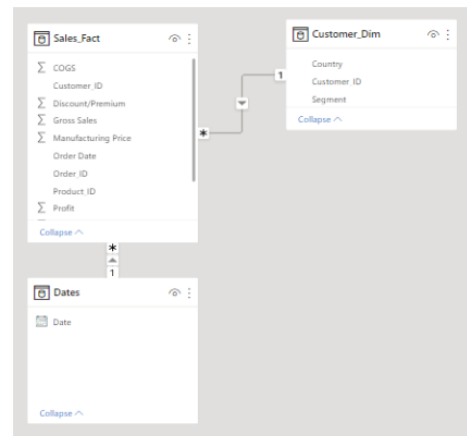 Sales_Fact
Σ COGS
Customer_ID
Σ Discount/Premium
Σ Gross Sales
Σ Manufacturing Price
Order Date
Order_ID
Product_ID
Σ Profit
Collapse
Customer_Dim
Country
Customer ID
Segment
Collapse
1
*
*
1
Dates
Date
Collapse